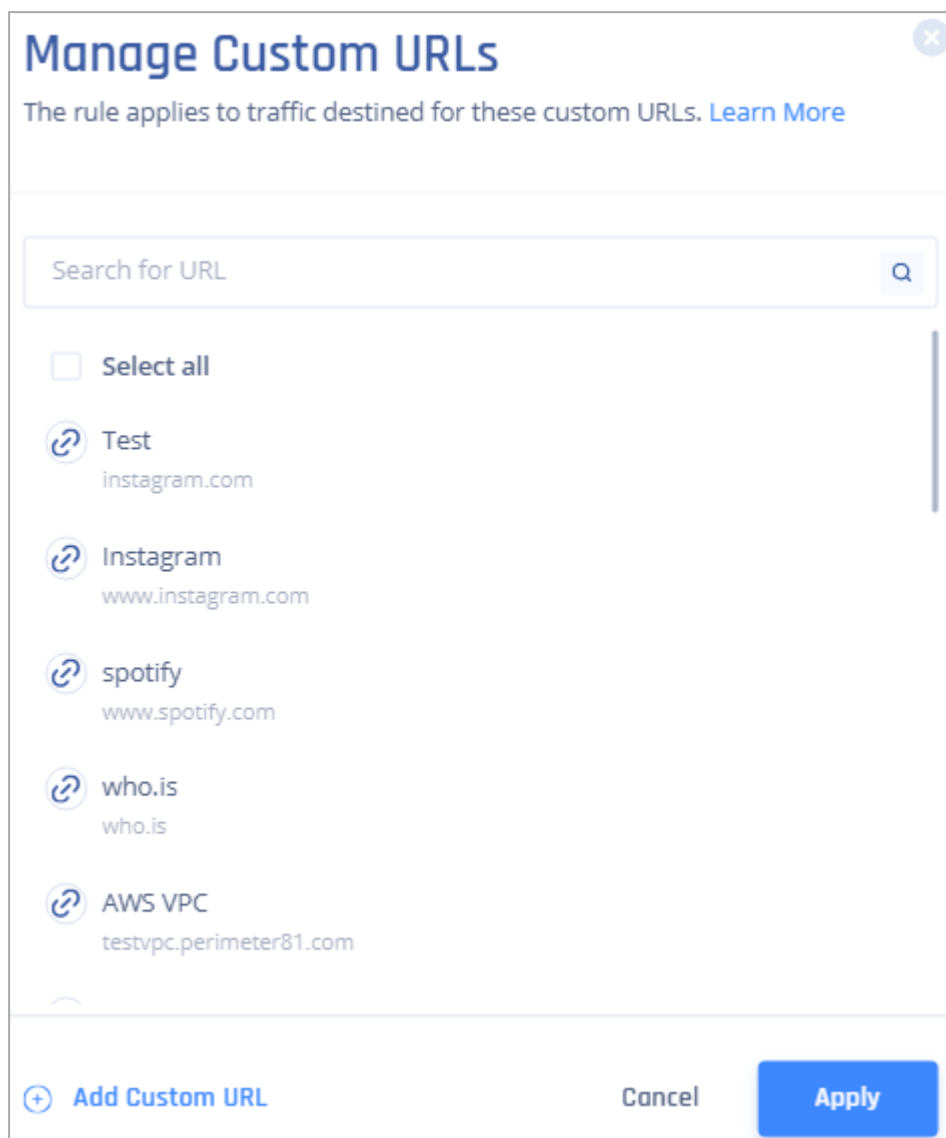 Manage Custom URLs
The rule applies to traffic destined for these custom URLs. Learn More
Search for URL
Select all
Test
instagram.com
Instagram
www.instagram.com
spotify
www.spotify.com
who.is
who.is
AWS VPC
testvpc.perimeter81.com
Add Custom URL
Cancel
Apply